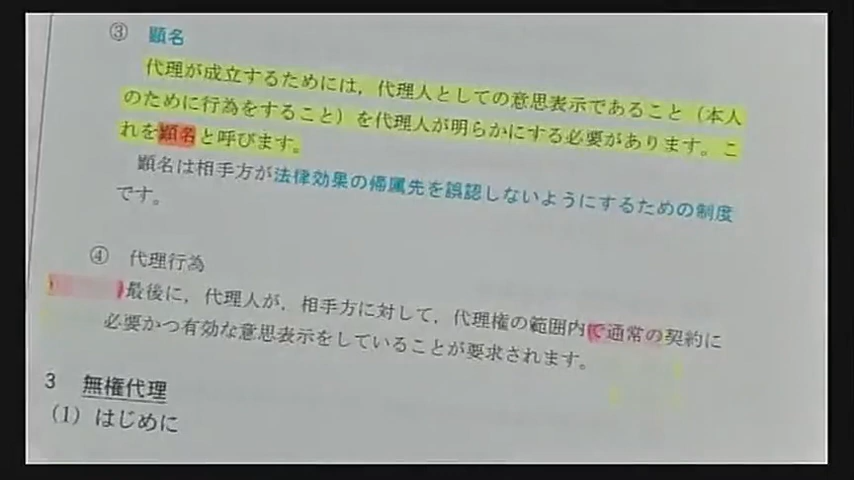 ③ 顕名
代理が成立するためには，代理人としての意思表示であること（本人
のために行為をすること）を代理人が明らかにする必要があります。こ
れを顕名と呼びます。
顕名は相手方が法律効果の帰属先を誤認しないようにするための制度
です。
④ 代理行為
最後に，代理人が，相手方に対して，代理権の範囲内で通常の契約に
必要かつ有効な意思表示をしていることが要求されます。
3 無権代理
（1）はじめに